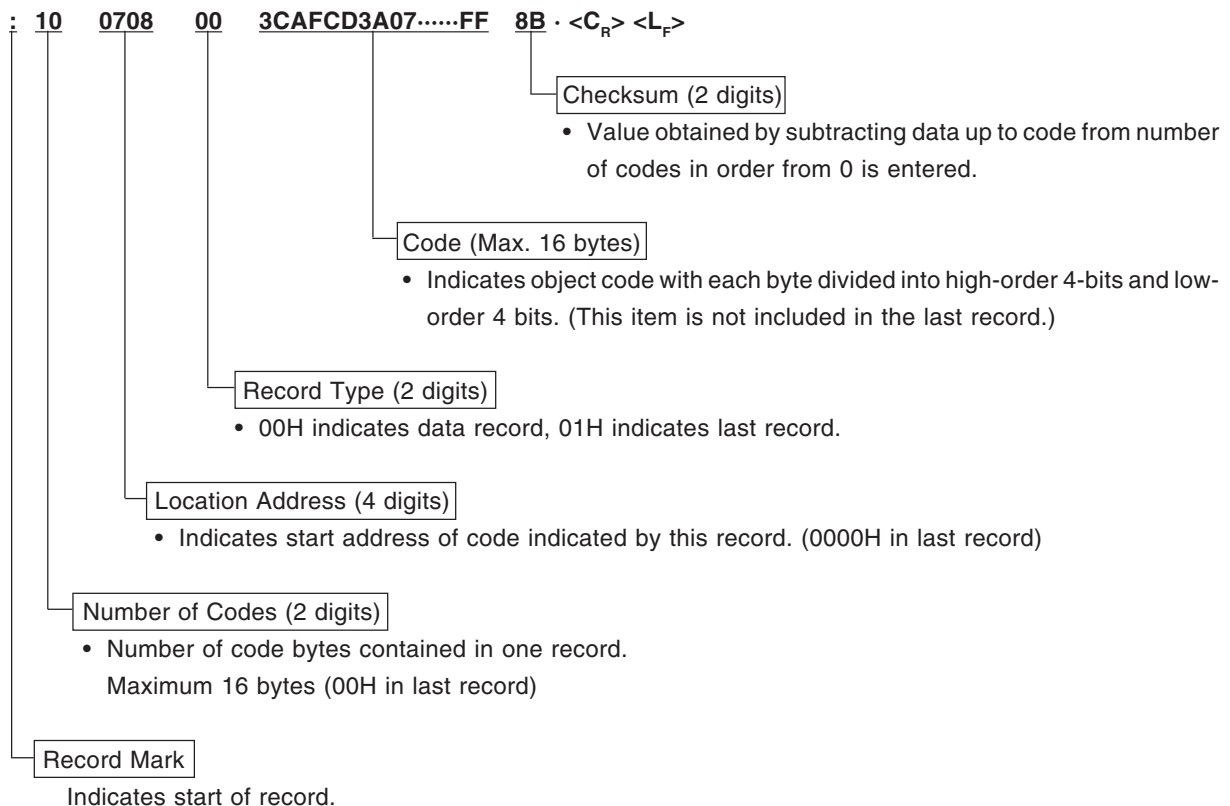 : 10 0708 00 3CAFCD3A07······FF 8B · <CR> <LF>
Checksum (2 digits)
• Value obtained by subtracting data up to code from number
of codes in order from 0 is entered.
Code (Max. 16 bytes)
• Indicates object code with each byte divided into high-order 4-bits and low-
order 4 bits. (This item is not included in the last record.)
Record Type (2 digits)
• 00H indicates data record, 01H indicates last record.
Location Address (4 digits)
• Indicates start address of code indicated by this record. (0000H in last record)
Number of Codes (2 digits)
• Number of code bytes contained in one record.
Maximum 16 bytes (00H in last record)
Record Mark
Indicates start of record.